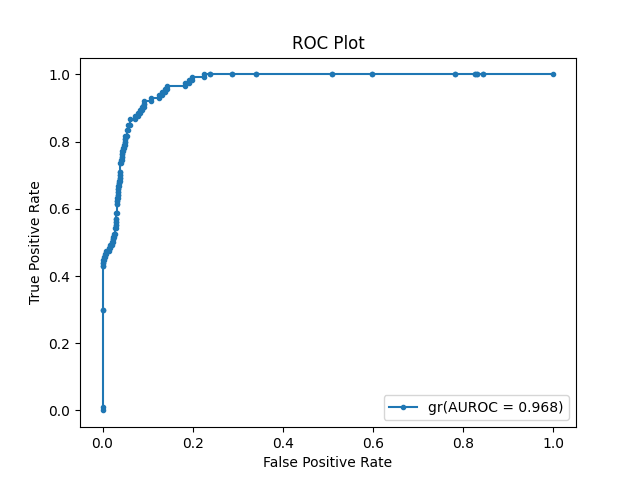 ROC Plot
True Positive Rate
1.0
0.8
0.6
0.4
0.2
0.0
gr(AUROC = 0.968)
0.0 0.2 0.4 0.6 0.8 1.0
False Positive Rate